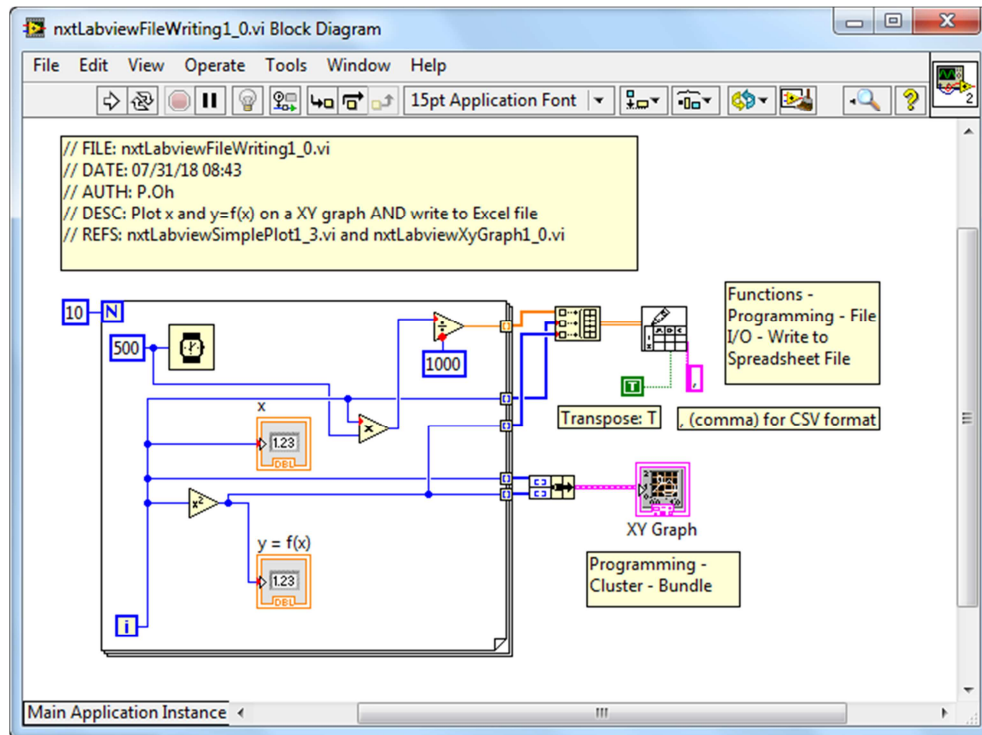 nxtLabviewFileWriting1_0.vi Block Diagram
File Edit View Operate Tools Window Help
15pt Application Font
2
// FILE: nxtLabviewFileWriting1_0.vi
// DATE: 07/31/18 08:43
// AUTH: P.Oh
// DESC: Plot x and y=f(x) on a XY graph AND write to Excel file
// REFS: nxtLabviewSimplePlot1_3.vi and nxtLabviewXyGraph1_0.vi
10
N
500
÷
1000
Functions -
Programming - File
I/O - Write to
Spreadsheet File
T
,
Transpose: T
, (comma) for CSV format
x
1.23
DBL
x
x²
XY Graph
y = f(x)
1.23
DBL
Programming -
Cluster - Bundle
i
Main Application Instance